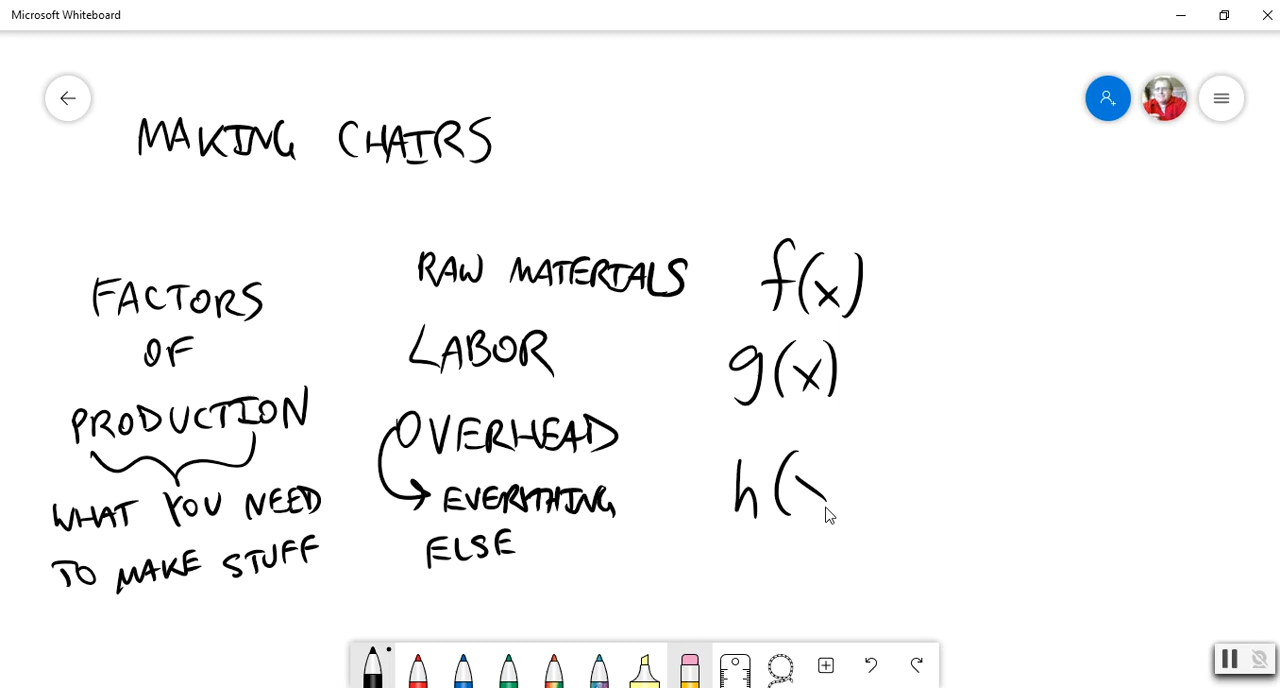 Microsoft Whiteboard
MAKING CHAIRS
FACTORS
OF
PRODUCTION
WHAT YOU NEED
TO MAKE STUFF
RAW MATERIALS
LABOR
OVERHEAD
EVERYTHING
ELSE
f(x)
g(x)
h(